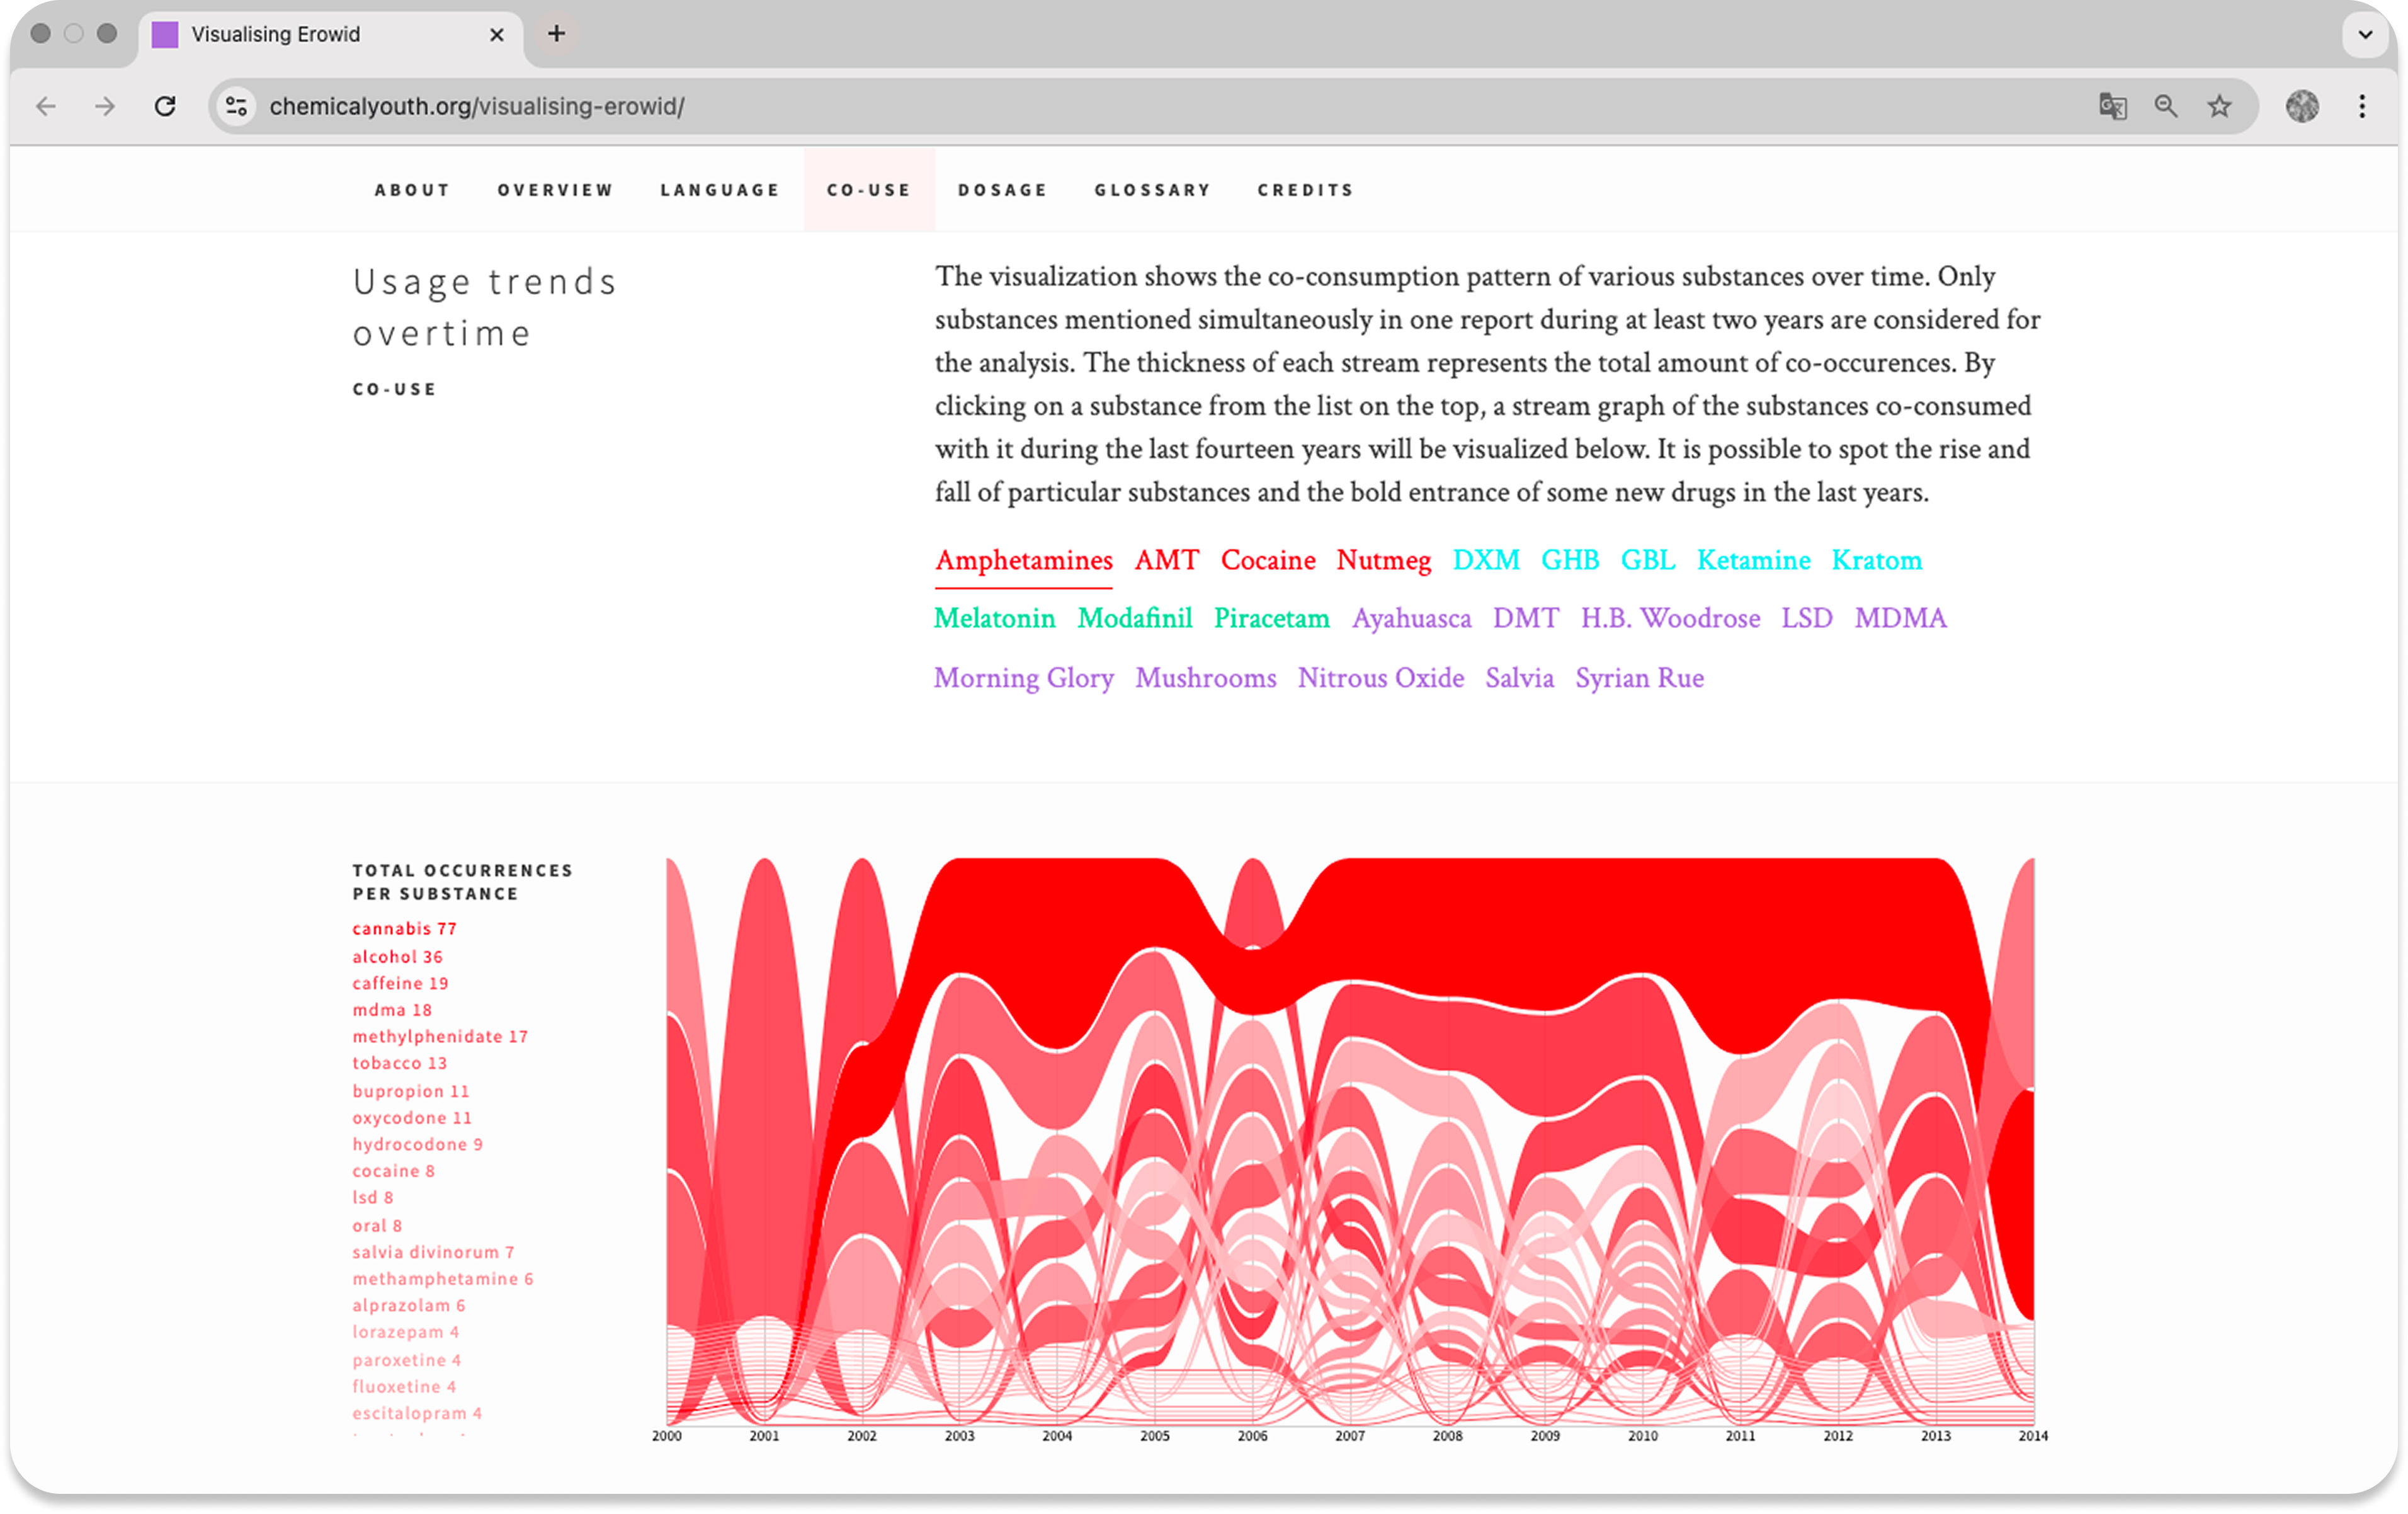 Visualising Erowid
chemicalyouth.org/visualising-erowid/
ABOUT OVERVIEW LANGUAGE CO-USE DOSAGE GLOSSARY CREDITS
Usage trends
overtime
CO-USE
The visualization shows the co-consumption pattern of various substances over time. Only
substances mentioned simultaneously in one report during at least two years are considered for
the analysis. The thickness of each stream represents the total amount of co-occurences. By
clicking on a substance from the list on the top, a stream graph of the substances co-consumed
with it during the last fourteen years will be visualized below. It is possible to spot the rise and
fall of particular substances and the bold entrance of some new drugs in the last years.
Amphetamines AMT Cocaine Nutmeg DXM GHB GBL Ketamine Kratom
Melatonin Modafinil Piracetam Ayahuasca DMT H.B. Woodrose LSD MDMA
Morning Glory Mushrooms Nitrous Oxide Salvia Syrian Rue
TOTAL OCCURRENCES
PER SUBSTANCE
cannabis 77
alcohol 36
caffeine 19
mdma 18
methylphenidate 17
tobacco 13
bupropion 11
oxycodone 11
hydrocodone 9
cocaine 8
lsd 8
oral 8
salvia divinorum 7
methamphetamine 6
alprazolam 6
lorazepam 4
paroxetine 4
fluoxetine 4
escitalopram 4
2000 2001 2002 2003 2004 2005 2006 2007 2008 2009 2010 2011 2012 2013 2014